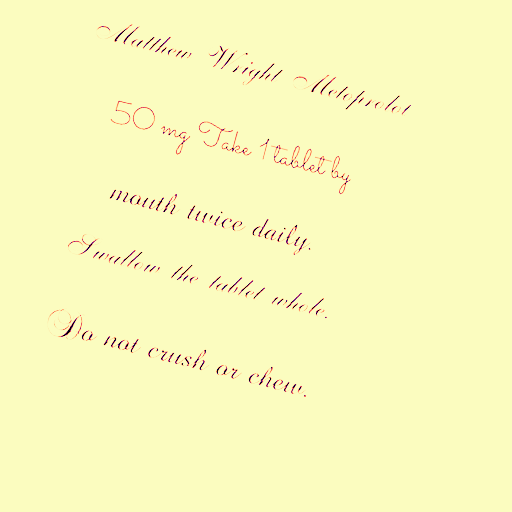 Matthew Wright Metoprolol
50 mg Take 1 tablet by
mouth twice daily.
Swallow the tablet whole.
Do not crush or chew.